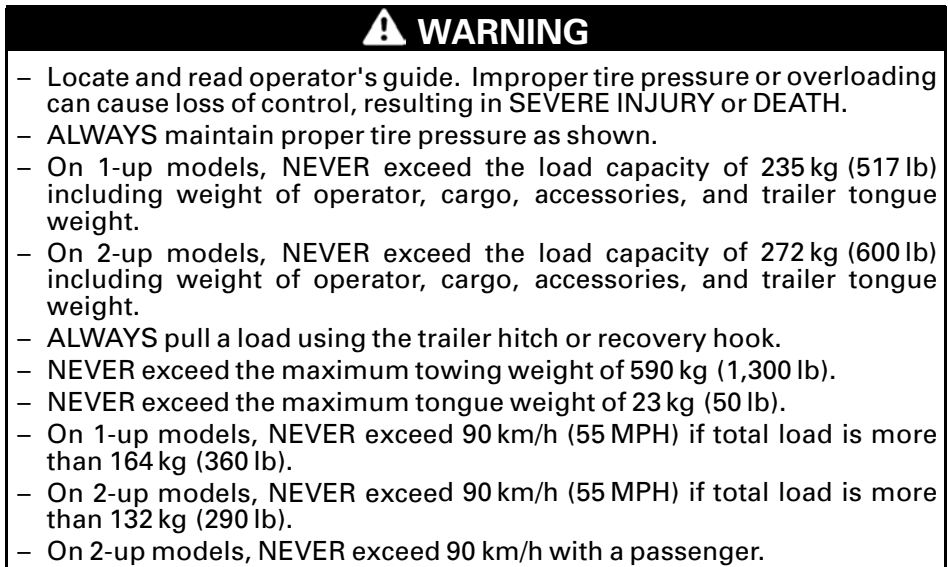 WARNING
– Locate and read operator's guide. Improper tire pressure or overloading
can cause loss of control, resulting in SEVERE INJURY or DEATH.
– ALWAYS maintain proper tire pressure as shown.
– On 1-up models, NEVER exceed the load capacity of 235 kg (517 lb)
including weight of operator, cargo, accessories, and trailer tongue
weight.
– On 2-up models, NEVER exceed the load capacity of 272 kg (600 lb)
including weight of operator, cargo, accessories, and trailer tongue
weight.
– ALWAYS pull a load using the trailer hitch or recovery hook.
– NEVER exceed the maximum towing weight of 590 kg (1,300 lb).
– NEVER exceed the maximum tongue weight of 23 kg (50 lb).
– On 1-up models, NEVER exceed 90 km/h (55 MPH) if total load is more
than 164 kg (360 lb).
– On 2-up models, NEVER exceed 90 km/h (55 MPH) if total load is more
than 132 kg (290 lb).
– On 2-up models, NEVER exceed 90 km/h with a passenger.